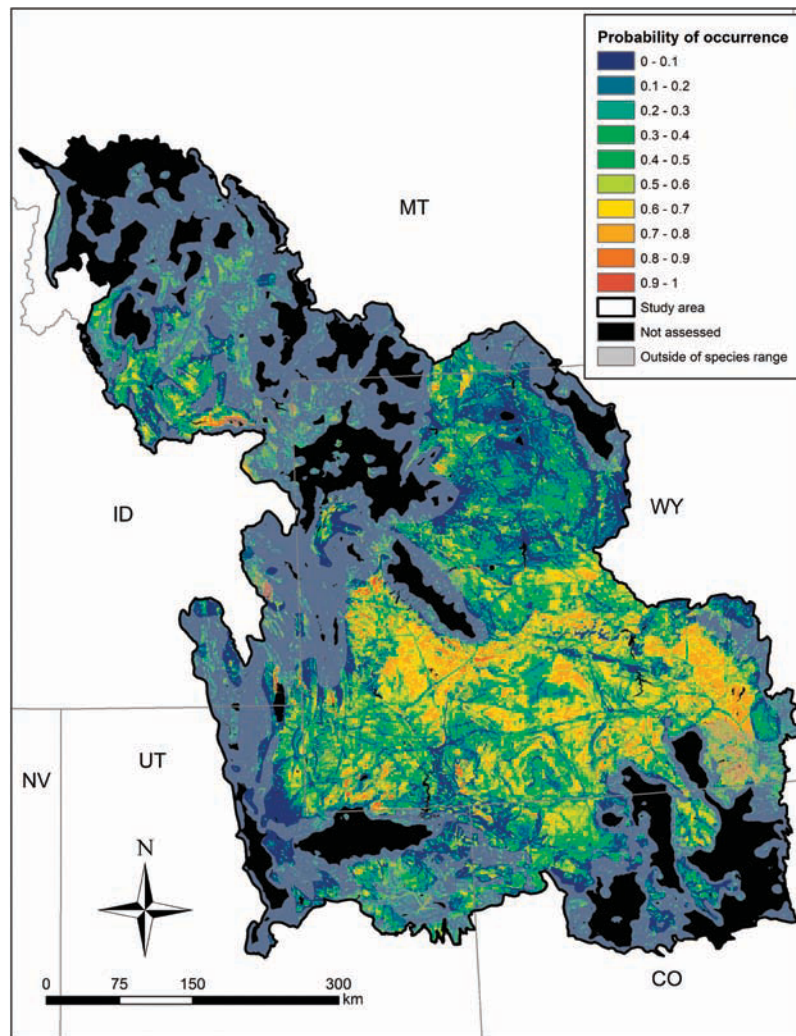 Probability of occurrence
0 - 0.1
0.1 - 0.2
0.2 - 0.3
0.3 - 0.4
0.4 - 0.5
0.5 - 0.6
0.6 - 0.7
0.7 - 0.8
0.8 - 0.9
0.9 - 1
Study area
Not assessed
Outside of species range
MT
ID
WY
UT
NV
N
CO
0 75 150 300
km